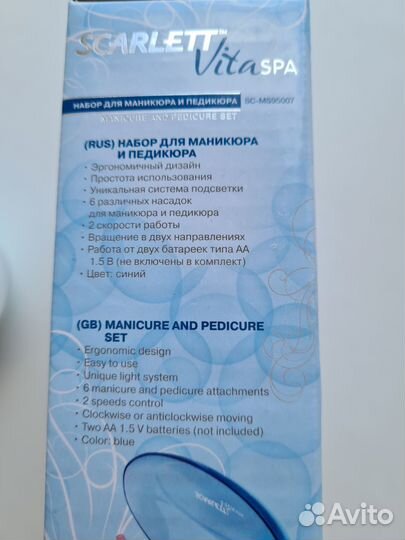 SCARLETT™
VitaSPA
НАБОР ДЛЯ МАНИКЮРА И ПЕДИКЮРА SC-MS95007
MANICURE AND PEDICURE SET
(RUS) НАБОР ДЛЯ МАНИКЮРА
И ПЕДИКЮРА
• Эргономичный дизайн
• Простота использования
• Уникальная система подсветки
• 6 различных насадок
для маникюра и педикюра
• 2 скорости работы
• Вращение в двух направлениях
• Работа от двух батареек типа АА
1.5 В (не включены в комплект)
• Цвет: синий
(GB) MANICURE AND PEDICURE
SET
• Ergonomic design
• Easy to use
• Unique light system
• 6 manicure and pedicure attachments
• 2 speeds control
• Clockwise or anticlockwise moving
• Two AA 1.5 V batteries (not included)
• Color: blue
SCARLETT
Avito